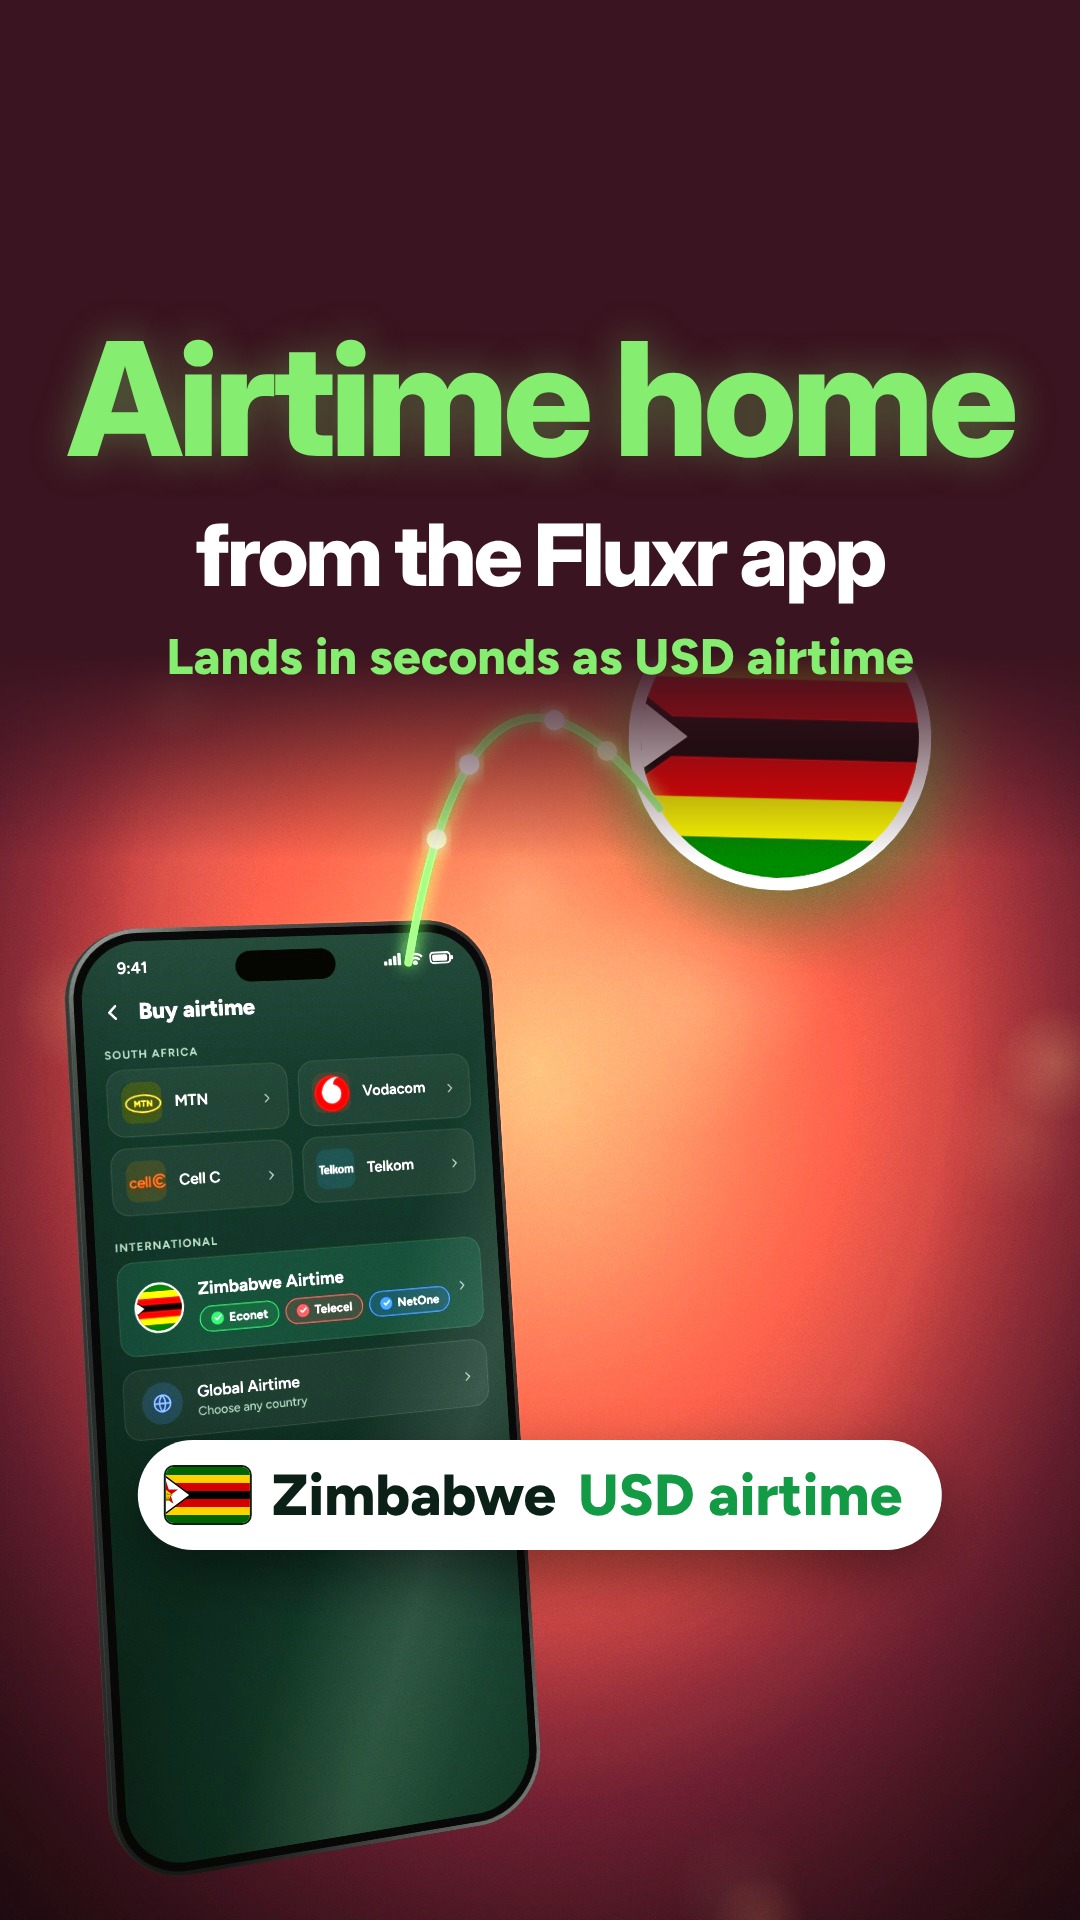 Airtime home
from the Fluxr app
Lands in seconds as USD airtime
9:41
Buy airtime
SOUTH AFRICA
MTN MTN
Vodacom
cell C Cell C
Telkom Telkom
INTERNATIONAL
Zimbabwe Airtime
Econet Telecel NetOne
Global Airtime
Choose any country
Zimbabwe USD airtime